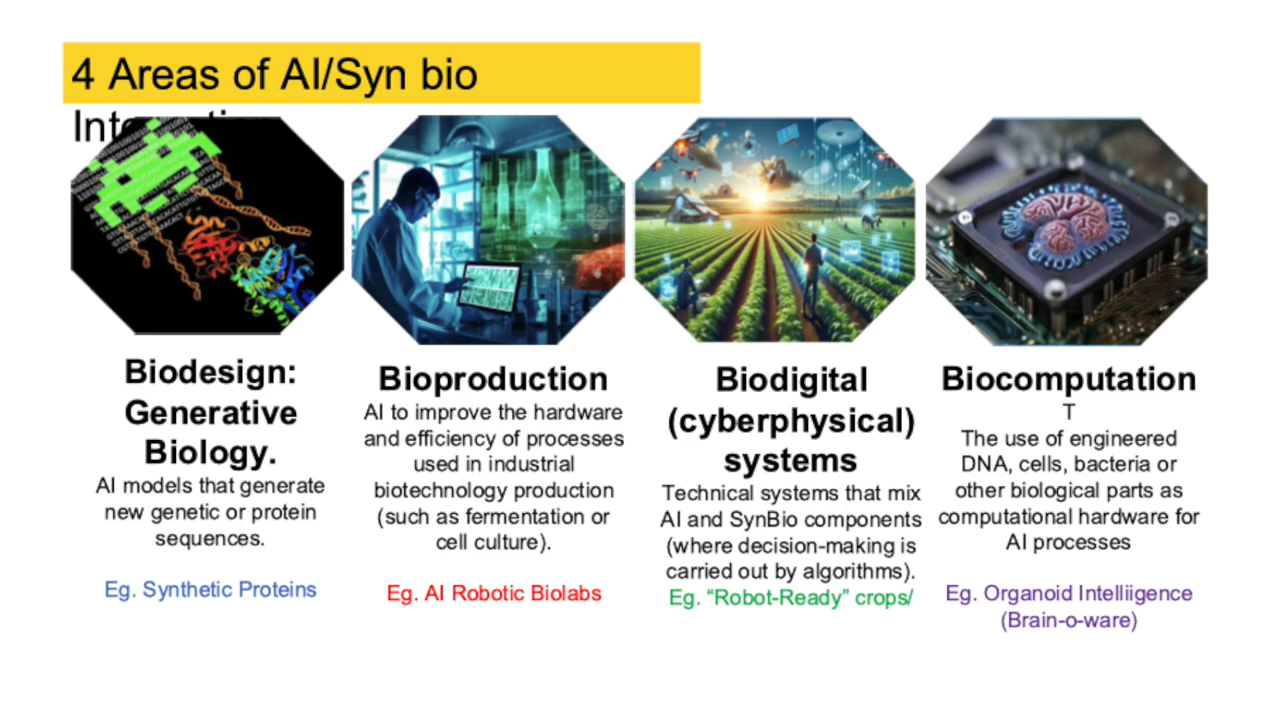 4 Areas of AI/Syn bio
Biodesign:
Generative
Biology.
AI models that generate
new genetic or protein
sequences.
Eg. Synthetic Proteins
Bioproduction
AI to improve the hardware
and efficiency of processes
used in industrial
biotechnology production
(such as fermentation or
cell culture).
Eg. AI Robotic Biolabs
Biodigital
(cyberphysical)
systems
Technical systems that mix
AI and SynBio components
(where decision-making is
carried out by algorithms).
Eg. “Robot-Ready” crops/
Biocomputation
T
The use of engineered
DNA, cells, bacteria or
other biological parts as
computational hardware for
AI processes
Eg. Organoid Intelliigence
(Brain-o-ware)